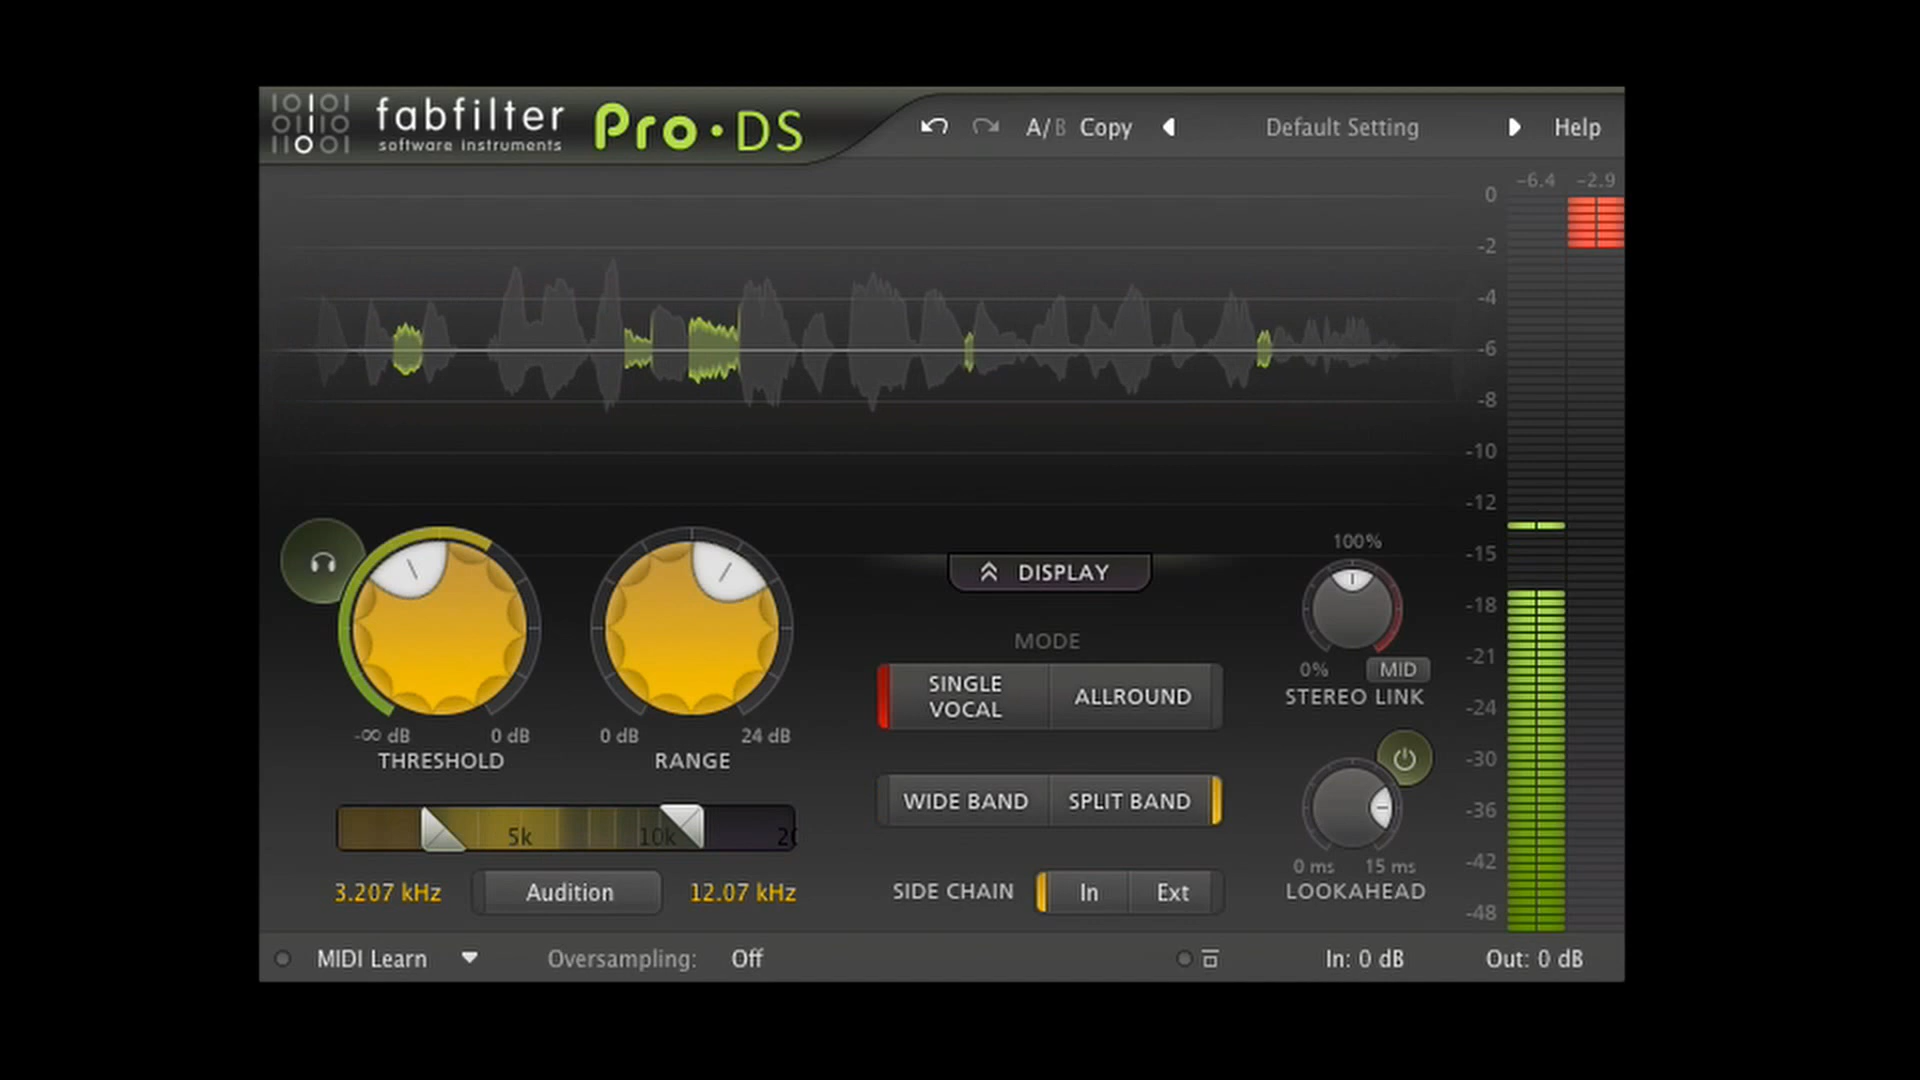 fabfilter
software instruments
Pro·DS
A/B Copy
Default Setting
Help
-6.4 -2.9
0
-2
-4
-6
-8
-10
-12
-15
-18
-21
-24
-30
-36
-42
-48
-∞ dB 0 dB
THRESHOLD
0 dB 24 dB
RANGE
5k 10k
3.207 kHz
Audition
12.07 kHz
DISPLAY
MODE
SINGLE
VOCAL
ALLROUND
WIDE BAND
SPLIT BAND
SIDE CHAIN
In
Ext
100%
0%
MID
STEREO LINK
0 ms 15 ms
LOOKAHEAD
MIDI Learn
Oversampling: Off
In: 0 dB
Out: 0 dB